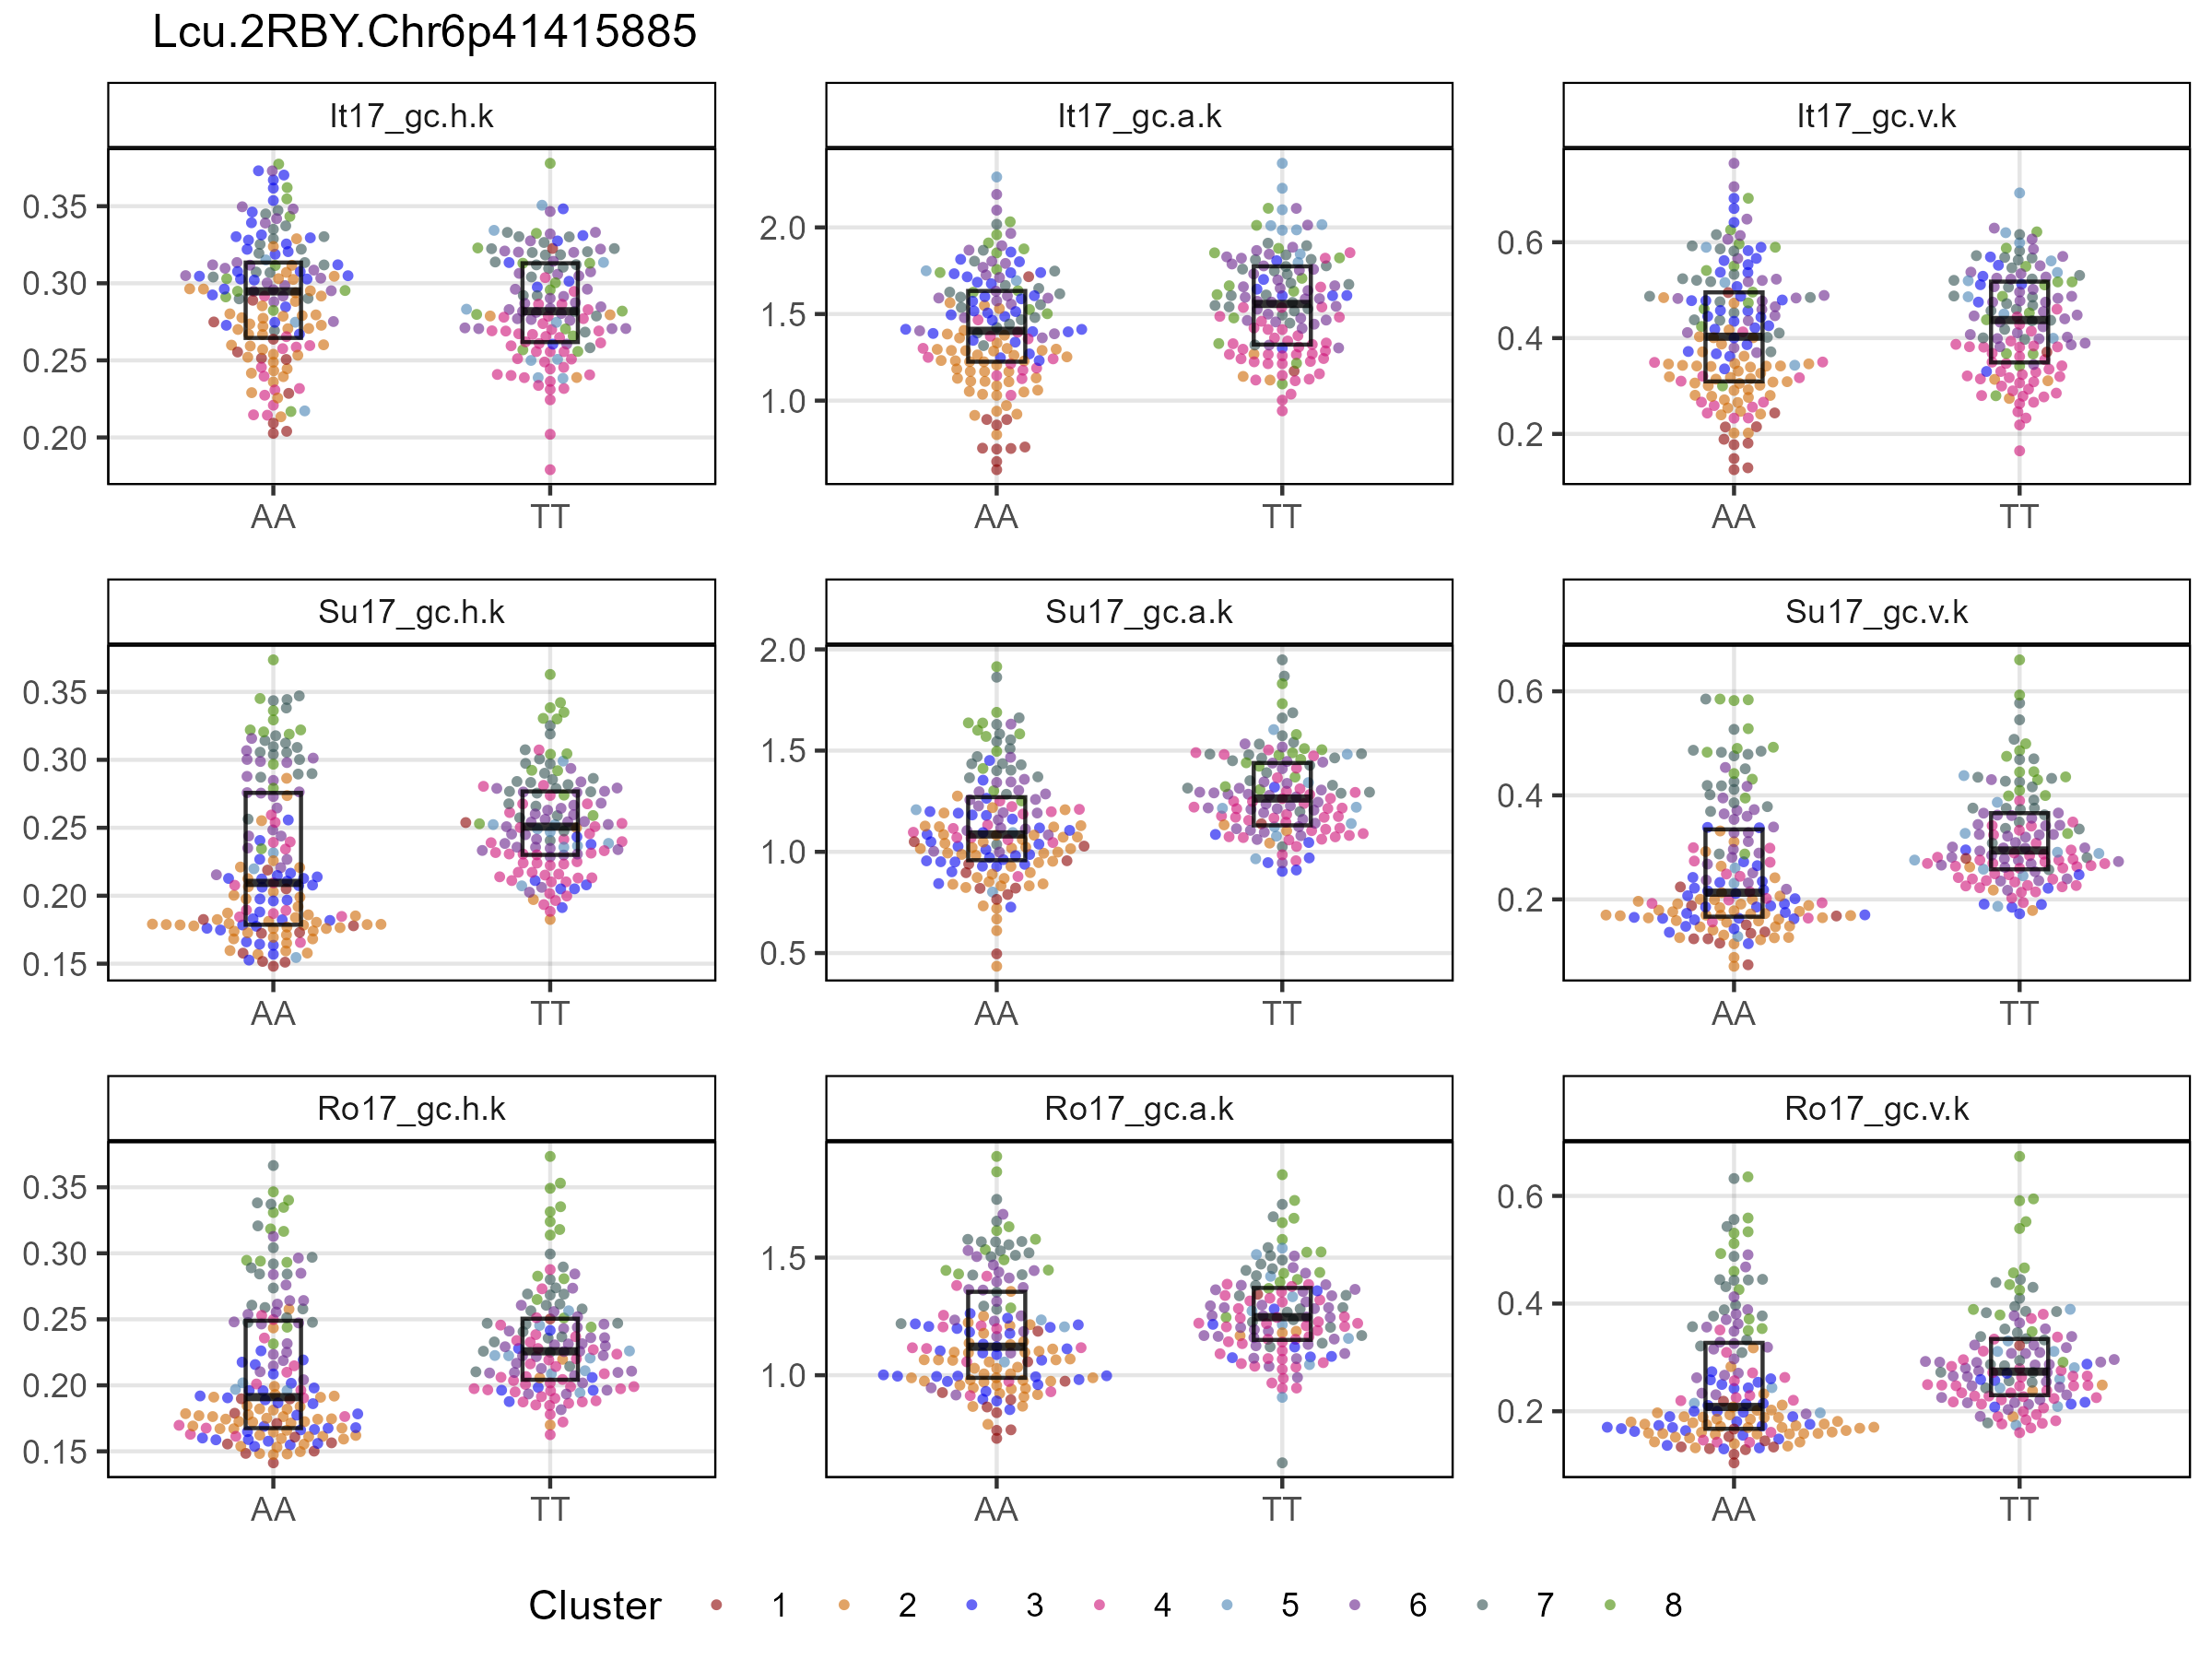 Lcu.2RBY.Chr6p41415885
It17_gc.h.k
It17_gc.a.k
It17_gc.v.k
0.35
0.30
0.25
0.20
2.0
1.5
1.0
0.6
0.4
0.2
AA TT
AA TT
AA TT
Su17_gc.h.k
Su17_gc.a.k
Su17_gc.v.k
0.35
0.30
0.25
0.20
0.15
2.0
1.5
1.0
0.5
0.6
0.4
0.2
AA TT
AA TT
AA TT
Ro17_gc.h.k
Ro17_gc.a.k
Ro17_gc.v.k
0.35
0.30
0.25
0.20
0.15
1.5
1.0
0.6
0.4
0.2
AA TT
AA TT
AA TT
Cluster 1 2 3 4 5 6 7 8